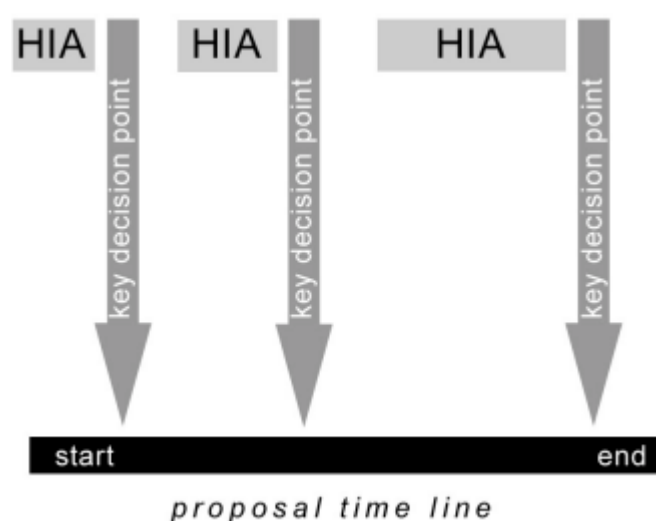 HIA HIA HIA
key decision point
key decision point
key decision point
start end
proposal time line